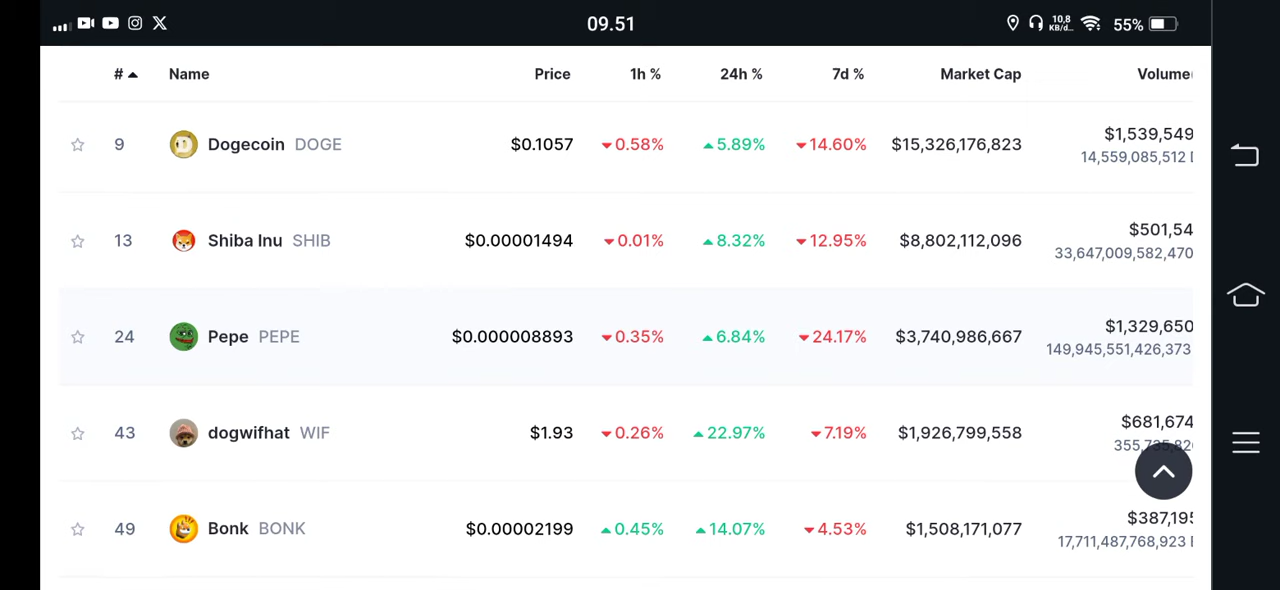 09.51 10,8 KB/d... 55%
# Name Price 1h % 24h % 7d % Market Cap Volume
$1,539,549
9 Dogecoin DOGE $0.1057 0.58% 5.89% 14.60% $15,326,176,823
14,559,085,512
$501,54
13 Shiba Inu SHIB $0.00001494 0.01% 8.32% 12.95% $8,802,112,096
33,647,009,582,470
$1,329,650
24 Pepe PEPE $0.000008893 0.35% 6.84% 24.17% $3,740,986,667
149,945,551,426,373
$681,674
43 dogwifhat WIF $1.93 0.26% 22.97% 7.19% $1,926,799,558
355,735,82
$387,195
49 Bonk BONK $0.00002199 0.45% 14.07% 4.53% $1,508,171,077
17,711,487,768,923